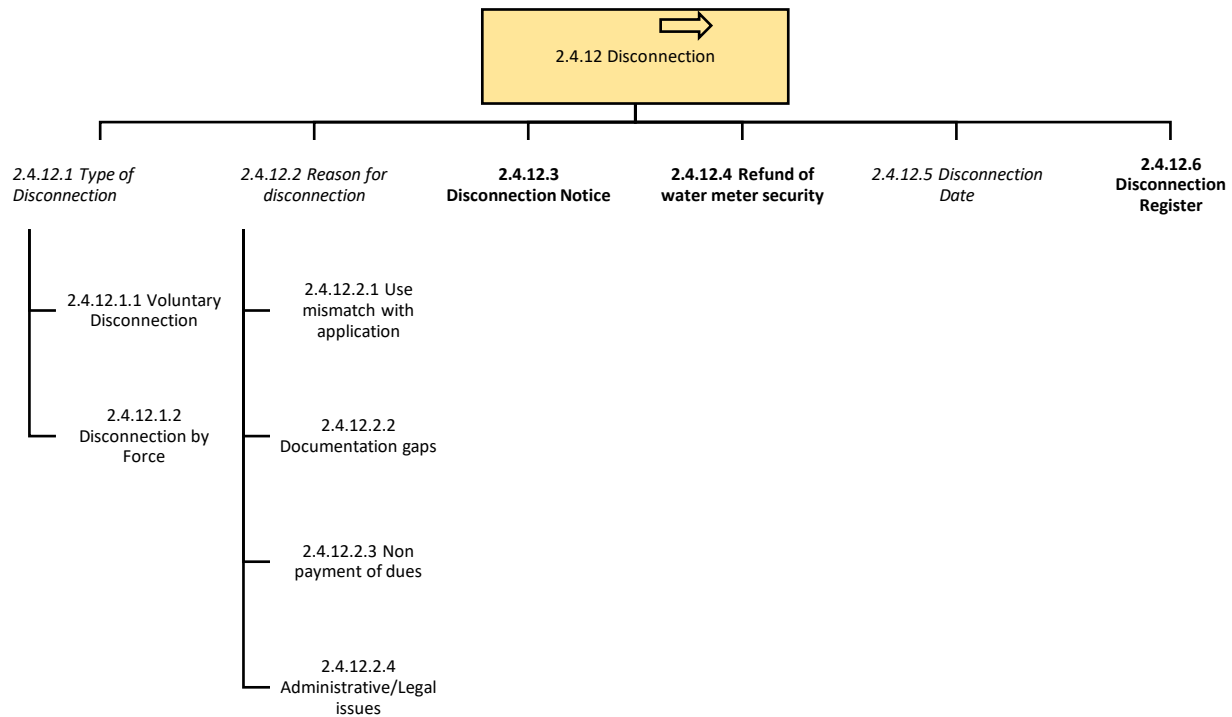 2.4.12 Disconnection
2.4.12.1 Type of
Disconnection
2.4.12.2 Reason for
disconnection
2.4.12.3
Disconnection Notice
2.4.12.4 Refund of
water meter security
2.4.12.5 Disconnection
Date
2.4.12.6
Disconnection
Register
2.4.12.1.1 Voluntary
Disconnection
2.4.12.1.2
Disconnection by
Force
2.4.12.2.1 Use
mismatch with
application
2.4.12.2.2
Documentation gaps
2.4.12.2.3 Non
payment of dues
2.4.12.2.4
Administrative/Legal
issues